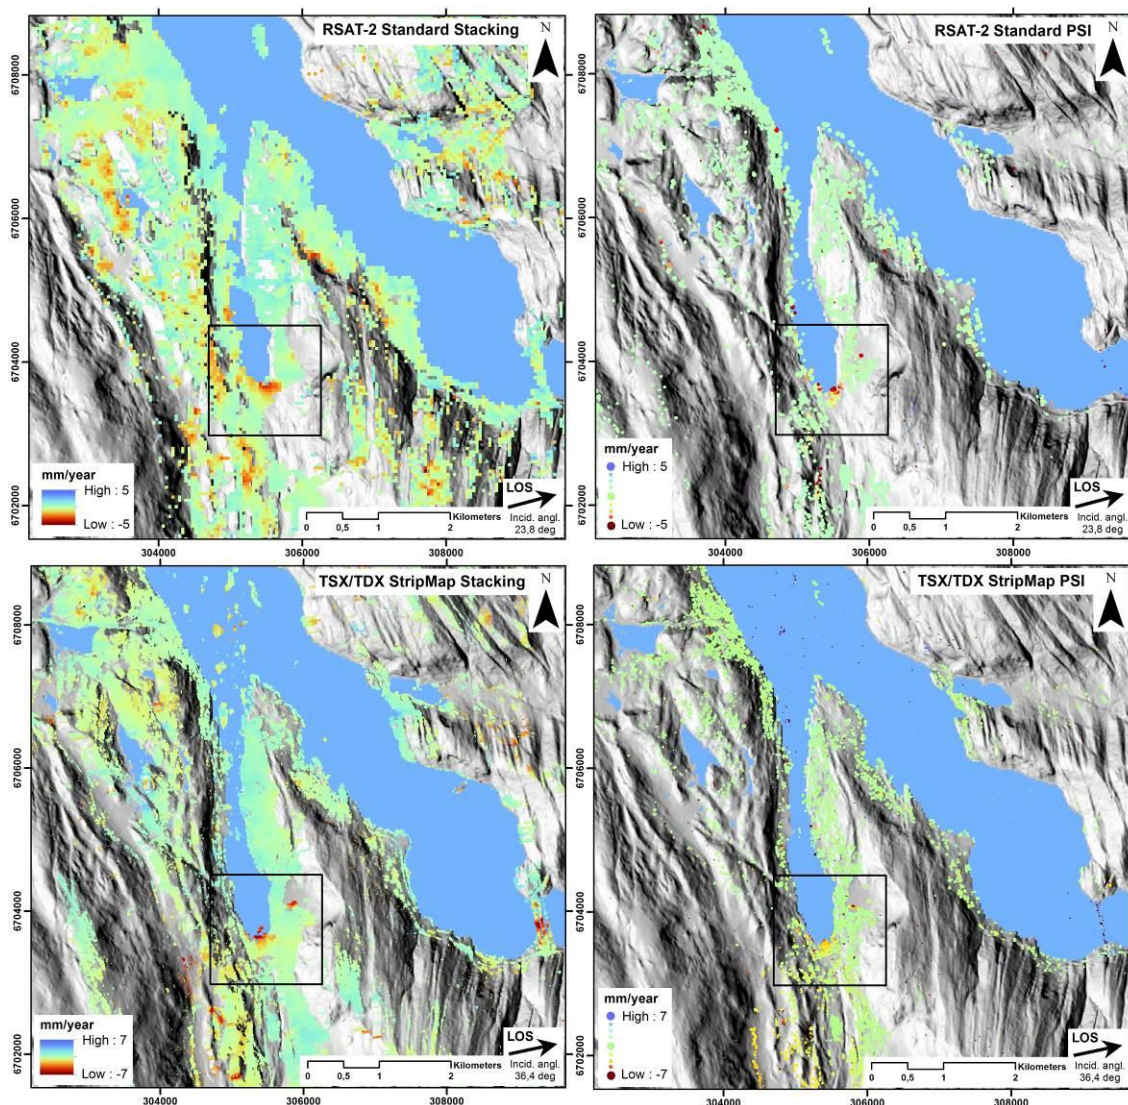 RSAT-2 Standard Stacking
N
6708000
6706000
6704000
6702000
mm/year
High : 5
Low : -5
0 0,5 1 2
Kilometers
LOS
Incid. angl.
23,8 deg
304000 306000 308000
RSAT-2 Standard PSI
N
6708000
6706000
6704000
6702000
mm/year
High : 5
Low : -5
0 0,5 1 2
Kilometers
LOS
Incid. angl.
23,8 deg
304000 306000 308000
TSX/TDX StripMap Stacking
N
6708000
6706000
6704000
6702000
mm/year
High : 7
Low : -7
0 0,5 1 2
Kilometers
LOS
Incid. angl.
36,4 deg
304000 306000 308000
TSX/TDX StripMap PSI
N
6708000
6706000
6704000
6702000
mm/year
High : 7
Low : -7
0 0,5 1 2
Kilometers
LOS
Incid. angl.
36,4 deg
304000 306000 308000